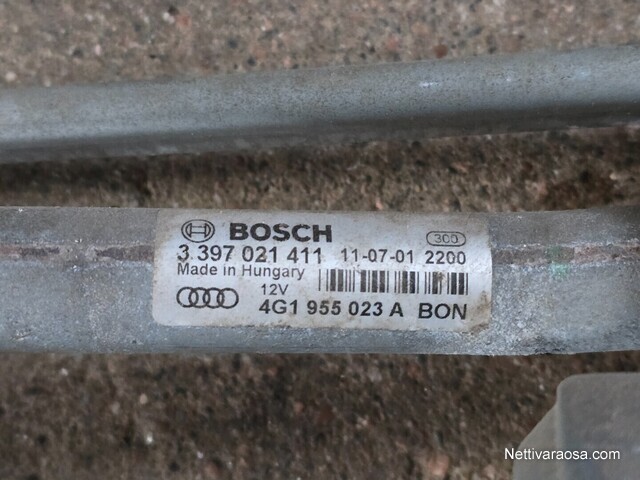 BOSCH 300
3 397 021 411 11-07-01 2200
Made in Hungary
12V
4G1 955 023 A BON
Nettivaraosa.com